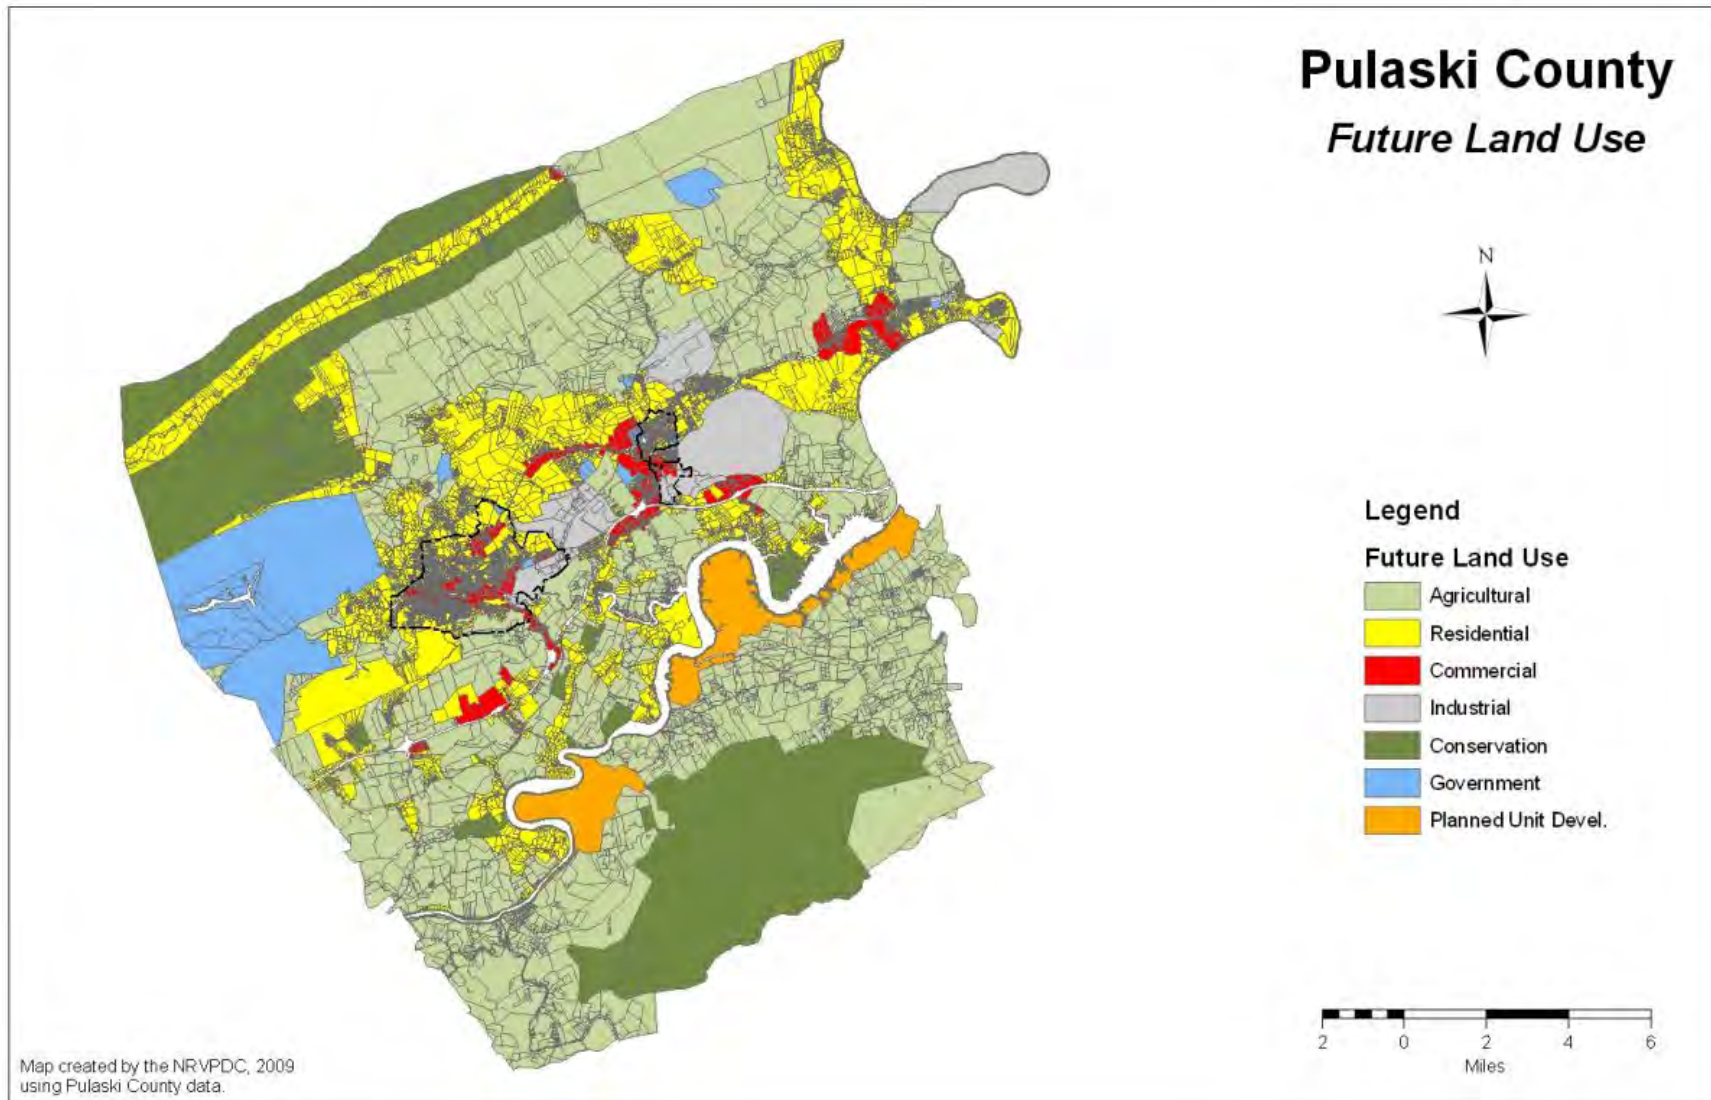 Pulaski County
Future Land Use
N
Legend
Future Land Use
Agricultural
Residential
Commercial
Industrial
Conservation
Government
Planned Unit Devel.
2 0 2 4 6
Miles
Map created by the NRVPDC, 2009
using Pulaski County data.